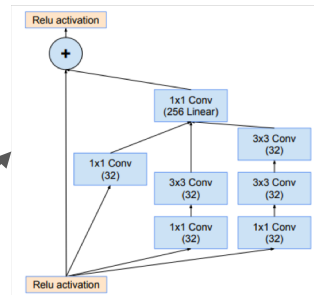 Relu activation
+
1x1 Conv
(256 Linear)
3x3 Conv
(32)
1x1 Conv
(32)
3x3 Conv
(32)
3x3 Conv
(32)
1x1 Conv
(32)
1x1 Conv
(32)
Relu activation